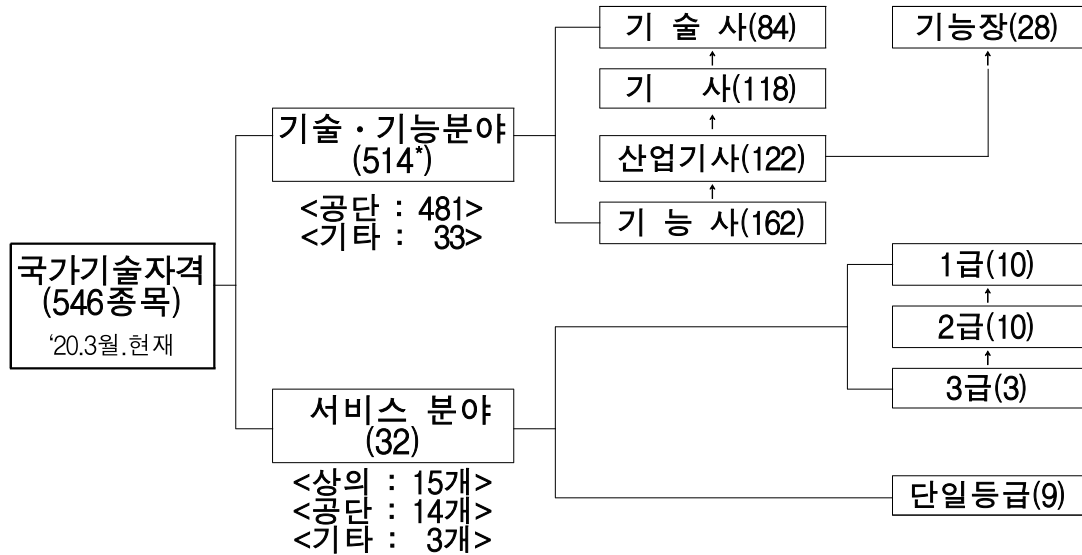 국가기술자격
(546종목)
‘20.3월.현재
기술·기능분야
(514*)
<공단 : 481>
<기타 : 33>
기 술 사(84)
기 사(118)
산업기사(122)
기 능 사(162)
기능장(28)
서비스 분야
(32)
<상의 : 15개>
<공단 : 14개>
<기타 : 3개>
1급(10)
2급(10)
3급(3)
단일등급(9)